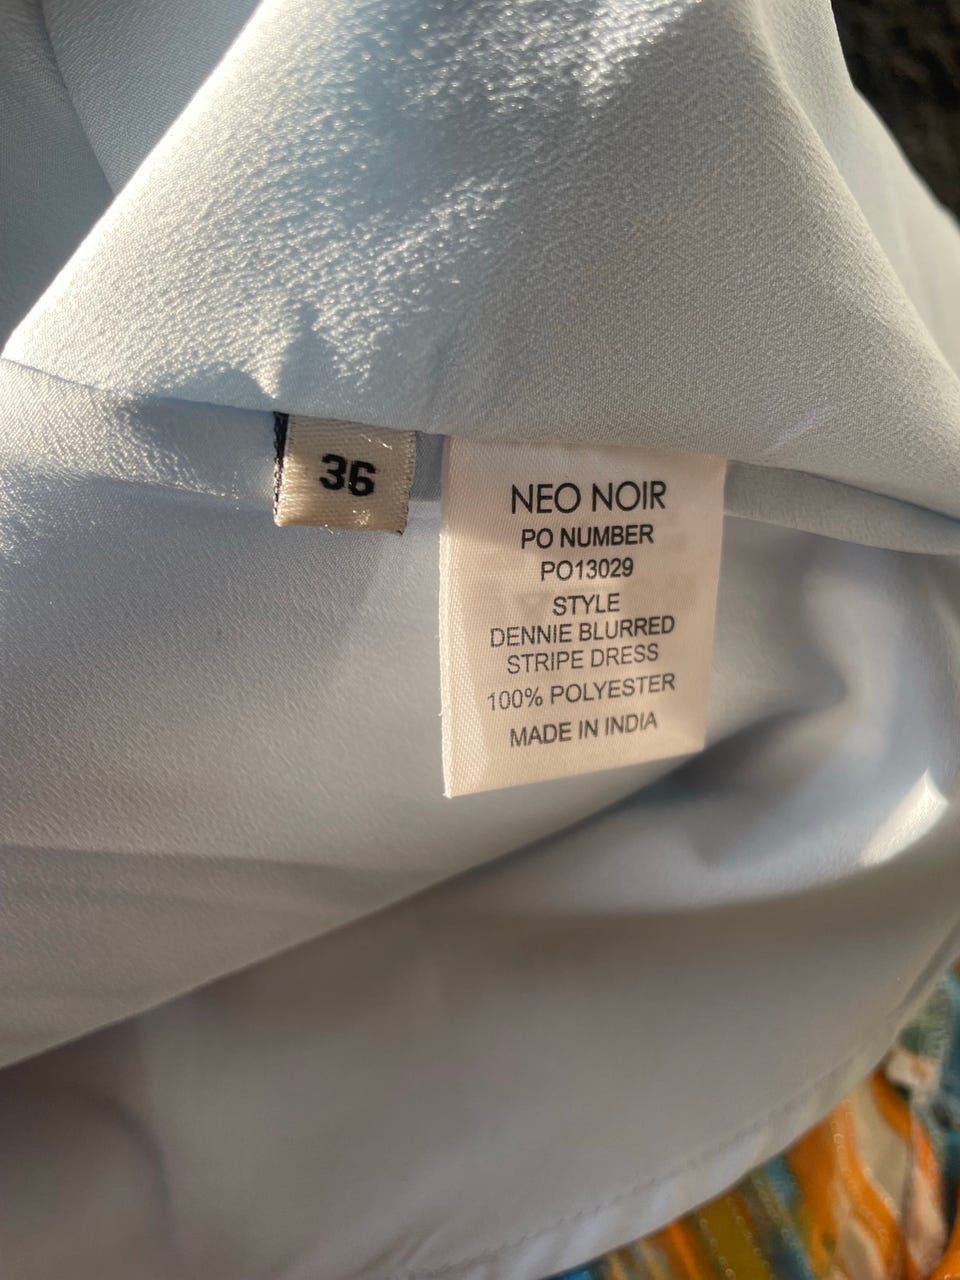 36
NEO NOIR
PO NUMBER
PO13029
STYLE
DENNIE BLURRED
STRIPE DRESS
100% POLYESTER
MADE IN INDIA